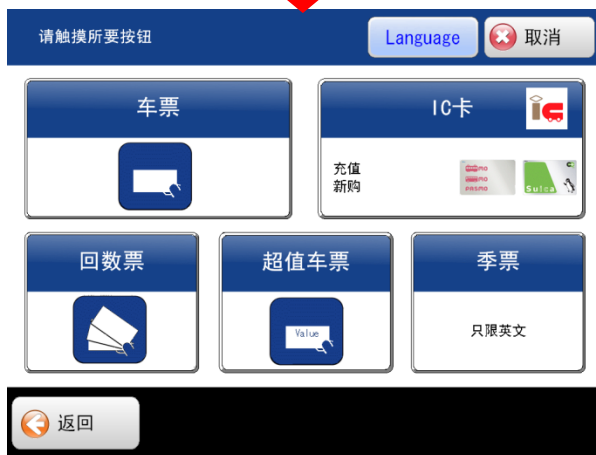 请触摸所要按钮
Language
取消
车票
IC卡
充值
新购
PASMO
Suica
回数票
超值车票
季票
Value
只限英文
返回